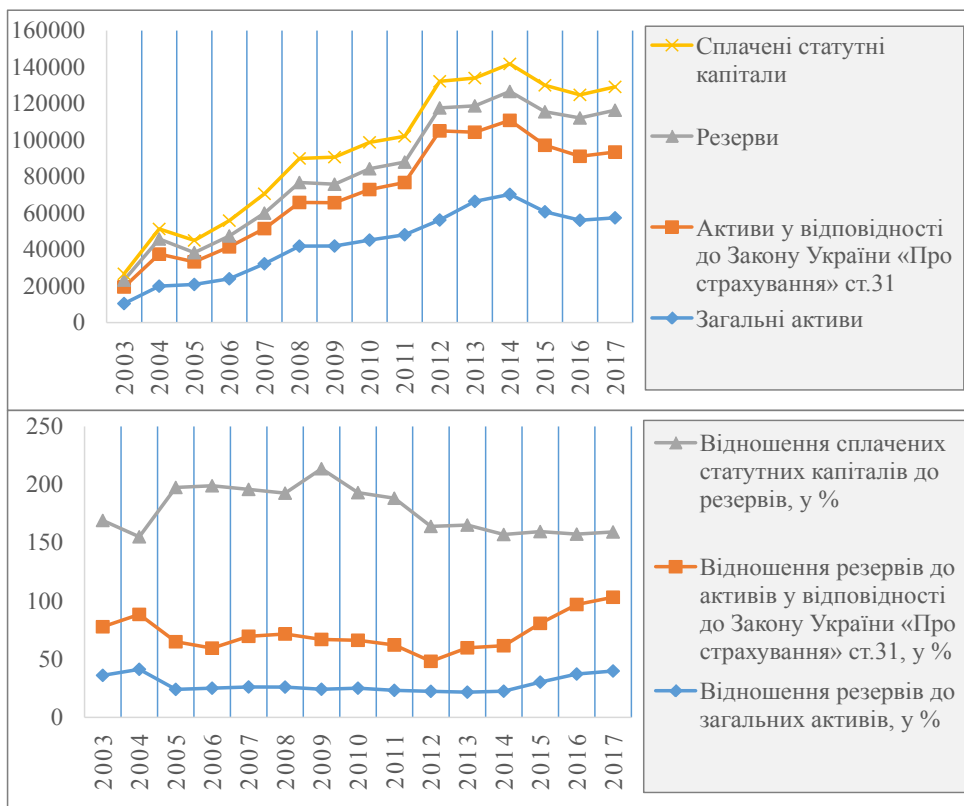 160000
140000
120000
100000
80000
60000
40000
20000
0
2003
2004
2005
2006
2007
2008
2009
2010
2011
2012
2013
2014
2015
2016
2017
Сплачені статутні
капітали
Резерви
Активи у відповідності
до Закону України «Про
страхування» ст.31
Загальні активи
250
200
150
100
50
0
2003
2004
2005
2006
2007
2008
2009
2010
2011
2012
2013
2014
2015
2016
2017
Відношення сплачених
статутних капіталів до
резервів, у %
Відношення резервів до
активів у відповідності
до Закону України «Про
страхування» ст.31, у %
Відношення резервів до
загальних активів, у %